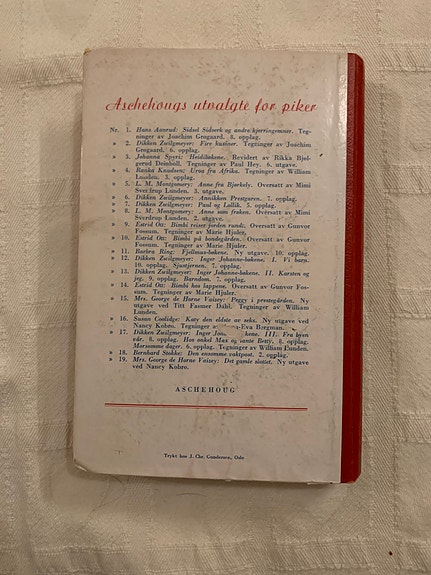 Aschehougs utvalgte for piker
Nr. 1. Hans Aanrud: Sidsel Sidserk og andre kjerringemner. Teg-
ninger av Joachim Grogaard. 8. opplag.
» 2. Dikken Zwilgmeyer: Fire kusiner. Tegninger av Joachim
Grogaard. 6. opplag.
» 3. Johanna Spyri: Heidibøkene. Revidert av Rikka Bjøl-
gerud Deinboll. Tegninger av Paul Hey. 6. utgave.
» 4. Raiská Knudsen: Uroa fra Afrika. Tegninger av William
Lunden. 3. opplag.
» 5. L. M. Montgomery: Anne fra Bjørkely. Oversatt av Mimi
Sverdrup Lunden. 3. utgave.
» 6. Dikken Zwilgmeyer: Annikken Prestgaren. 7. opplag.
» 7. Dikken Zwilgmeyer: Paul og Lollik. 5. opplag.
» 8. L. M. Montgomery: Anne som frøken. Oversatt av Mimi
Sverdrup Lunden. 2. utgave.
» 9. Estrid Ott: Bimbi reiser jorden rundt. Oversatt av Gunvor
Fossum. Tegninger av Marie Hjuler.
» 10. Estrid Ott: Bimbi på bondegården. Oversatt av Gunvor
Fossum. Tegninger av Marie Hjuler.
» 11. Barbra Ring: Fjellmus-bøkene. Ny utgave. 10. opplag.
» 12. Dikken Zwilgmeyer: Inger Johanne-bøkene. I. Vi barn.
10. opplag. Sjustjernen. 7. opplag.
» 13. Dikken Zwilgmeyer: Inger Johanne-bøkene. II. Karsten og
jeg. 9. opplag. Barndom. 7. opplag.
» 14. Estrid Ott: Bimbi hos lappene. Oversatt av Gunvor Fos-
sum. Tegninger av Marie Hjuler.
» 15. Mrs. George de Horne Vaizey: Peggy i prestegården. Ny
utgave ved Titt Fasmer Dahl. Tegninger av William
Lunden.
» 16. Susan Coolidge: Katy den eldste av seks. Ny utgave ved
Nancy Kobro. Tegninger av Eva Bergman.
» 17. Dikken Zwilgmeyer: Inger kene. III. Fra byen
vår. 8. opplag. Hos onkel Max og tante Betty. 8. opplag.
Morsomme dager. 6. opplag. Tegninger av William Lunden.
» 18. Bernhard Stokke: Den ensomme vaktpost. 2. opplag.
» 19. Mrs. George de Horne Vaizey: Det gamle slottet. Ny utgave
ved Nancy Kobro.
ASCHEHOUG
Trykt hos J. Chr. Gundersen, Oslo